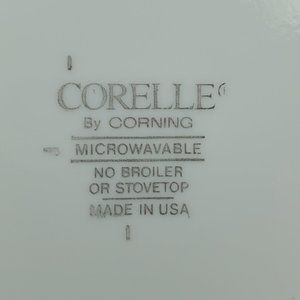 CORELLE®
By CORNING
MICROWAVABLE
NO BROILER
OR STOVETOP
MADE IN USA